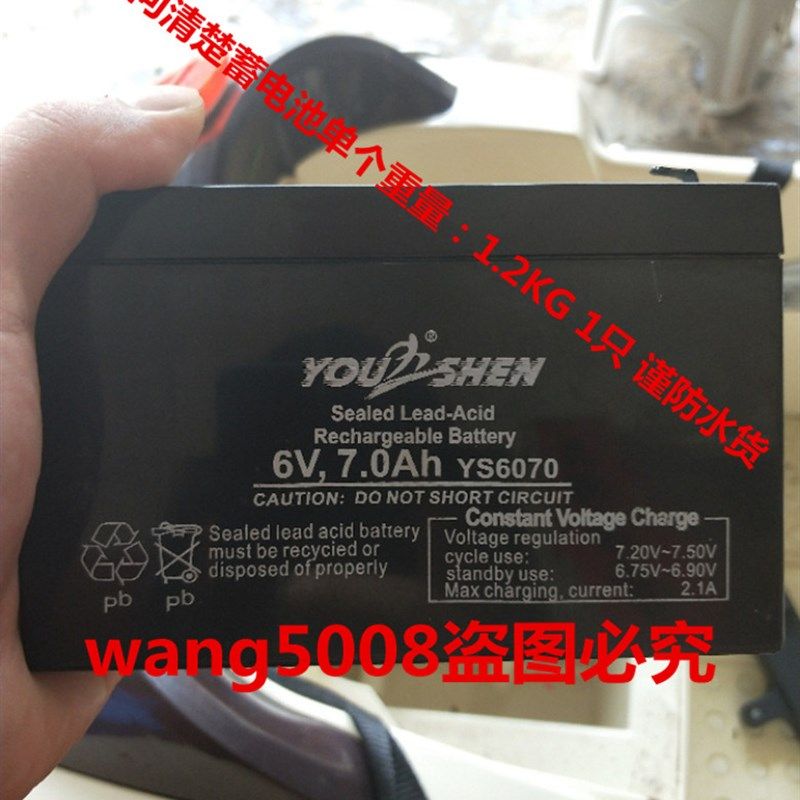 问清楚蓄电池单个重量：1.2KG 1只 谨防水货
YOU SHEN
®
Sealed Lead-Acid
Rechargeable Battery
6V, 7.0Ah YS6070
CAUTION: DO NOT SHORT CIRCUIT
Sealed lead acid battery
must be recycled or
disposed of properly
pb pb
Constant Voltage Charge
Voltage regulation
cycle use: 7.20V~7.50V
standby use: 6.75V~6.90V
Max charging, current: 2.1A
wang5008盗图必究